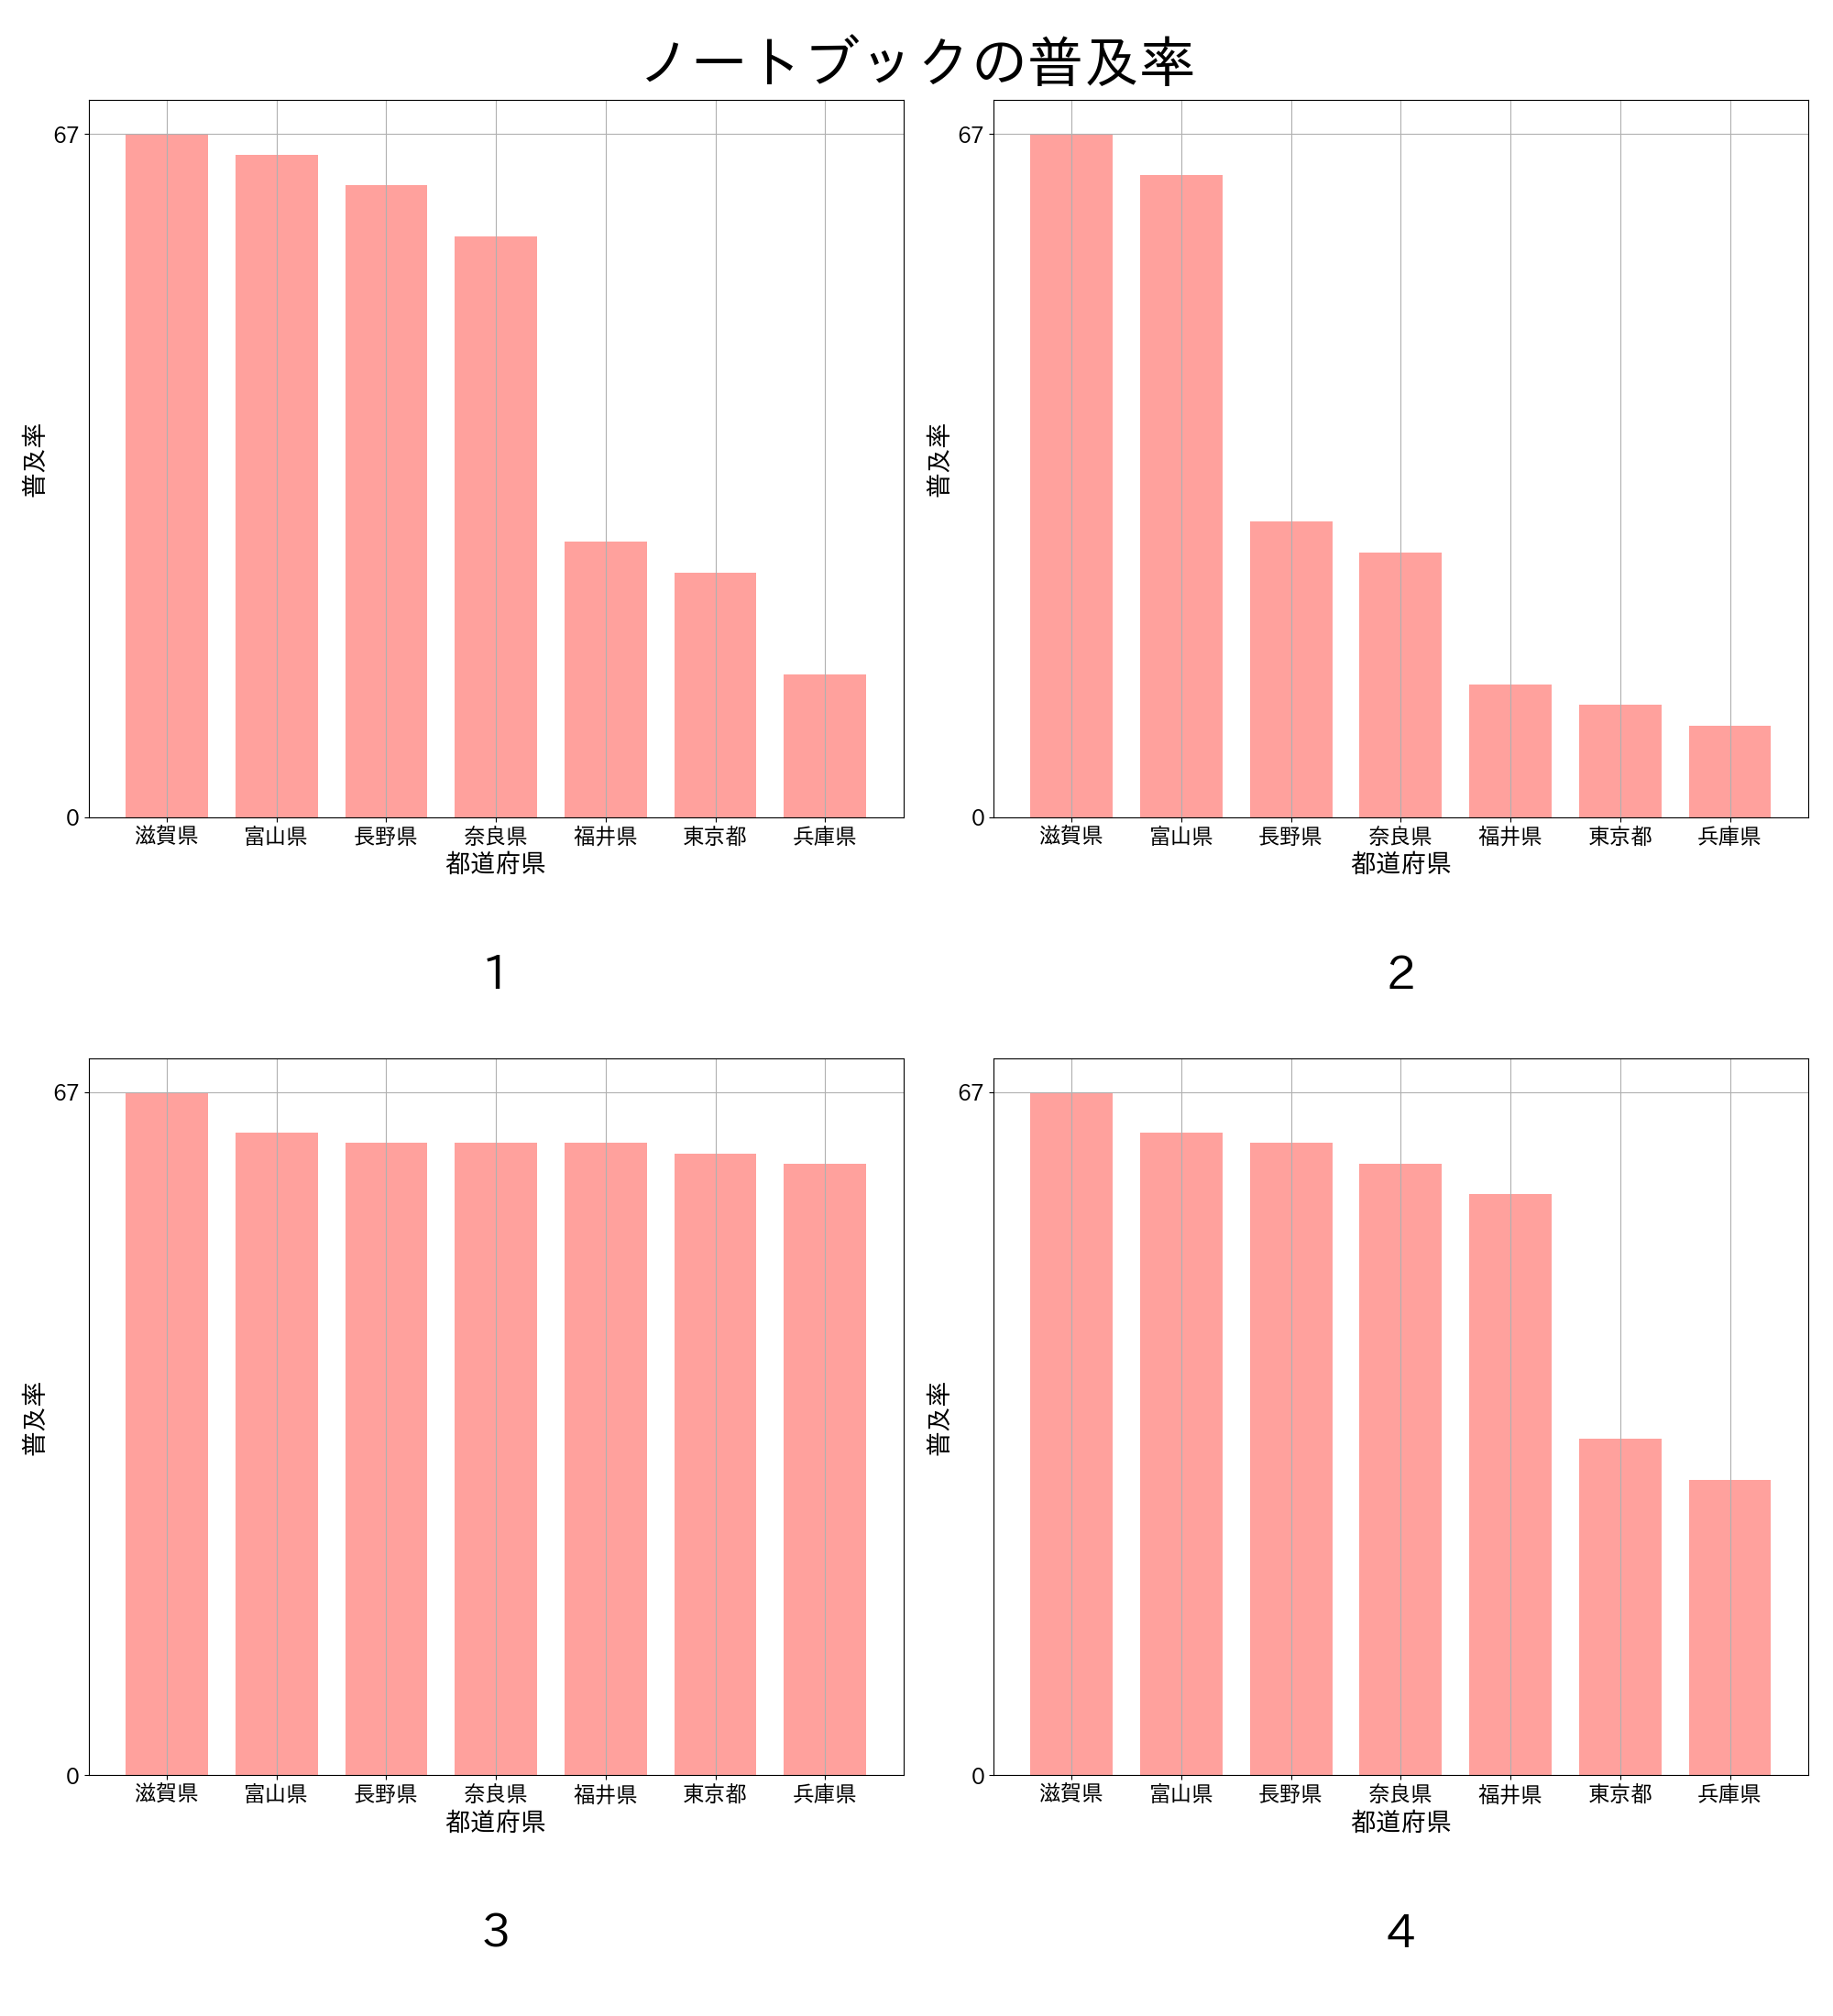 ノートブックの普及率
67
0
普及率
滋賀県 富山県 長野県 奈良県 福井県 東京都 兵庫県
都道府県
1
67
0
普及率
滋賀県 富山県 長野県 奈良県 福井県 東京都 兵庫県
都道府県
2
67
0
普及率
滋賀県 富山県 長野県 奈良県 福井県 東京都 兵庫県
都道府県
3
67
0
普及率
滋賀県 富山県 長野県 奈良県 福井県 東京都 兵庫県
都道府県
4